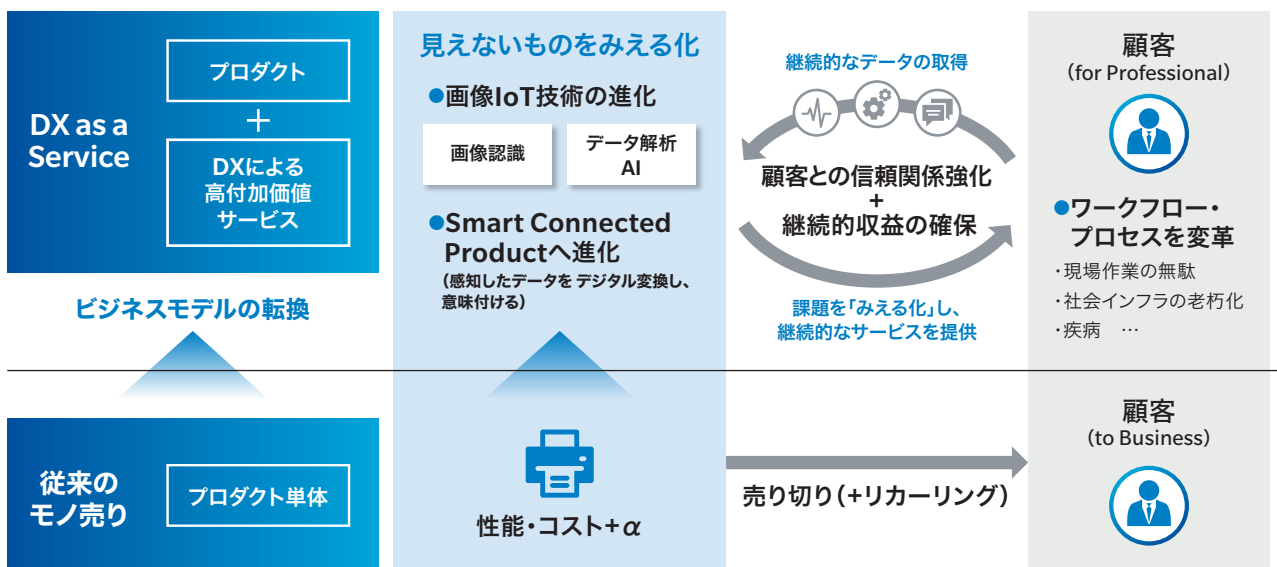 DX as a
Service
プロダクト
+
DXによる
高付加価値
サービス
ビジネスモデルの転換
見えないものをみえる化
●画像IoT技術の進化
画像認識
データ解析
AI
●Smart Connected
Productへ進化
(感知したデータを デジタル変換し、
意味付ける)
継続的なデータの取得
顧客との信頼関係強化
+
継続的収益の確保
課題を「みえる化」し、
継続的なサービスを提供
顧客
(for Professional)
●ワークフロー・
プロセスを変革
・現場作業の無駄
・社会インフラの老朽化
・疾病 …
従来の
モノ売り
プロダクト単体
性能・コスト+α
売り切り(+リカーリング)
顧客
(to Business)